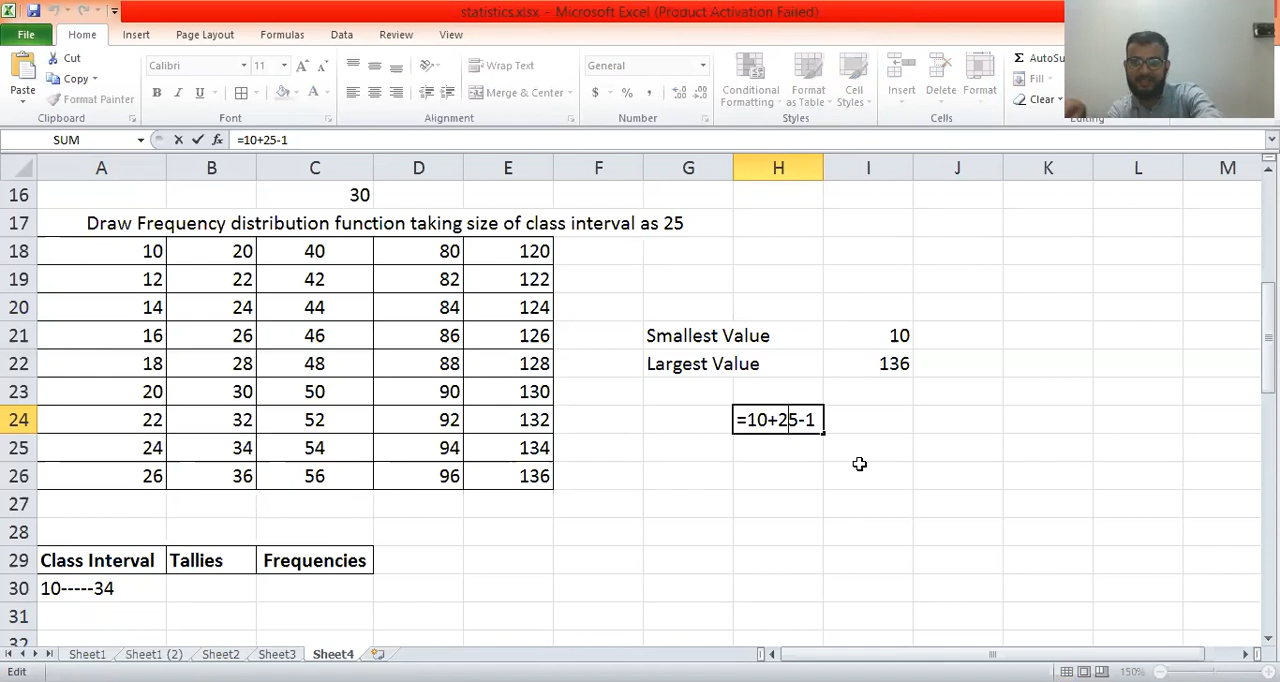 statistics.xlsx - Microsoft Excel (Product Activation Failed)
File Home Insert Page Layout Formulas Data Review View
Cut
Copy
Format Painter
Paste
Clipboard
Calibri 11
B I U A
Font
Wrap Text
Merge & Center
Alignment
General
$ % ,
Number
Conditional Formatting
Format as Table
Cell Styles
Styles
Insert Delete Format
Cells
Σ AutoSu
Fill
Clear
Editing
SUM fx =10+25-1
A B C D E F G H I J K L M
16 30
17 Draw Frequency distribution function taking size of class interval as 25
18 10 20 40 80 120
19 12 22 42 82 122
20 14 24 44 84 124
21 16 26 46 86 126 Smallest Value 10
22 18 28 48 88 128 Largest Value 136
23 20 30 50 90 130
24 22 32 52 92 132 =10+25-1
25 24 34 54 94 134
26 26 36 56 96 136
27
28
29 Class Interval Tallies Frequencies
30 10-----34
31
32
Sheet1 Sheet1 (2) Sheet2 Sheet3 Sheet4
Edit 150%